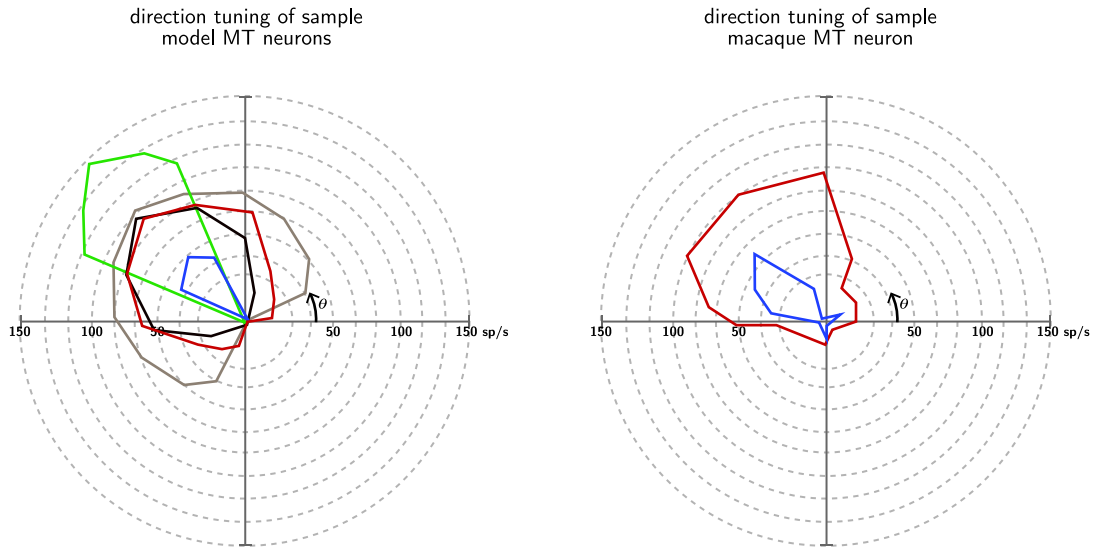 direction tuning of sample
model MT neurons
direction tuning of sample
macaque MT neuron
θ
150 100 50 50 100 150 sp/s
θ
150 100 50 50 100 150 sp/s